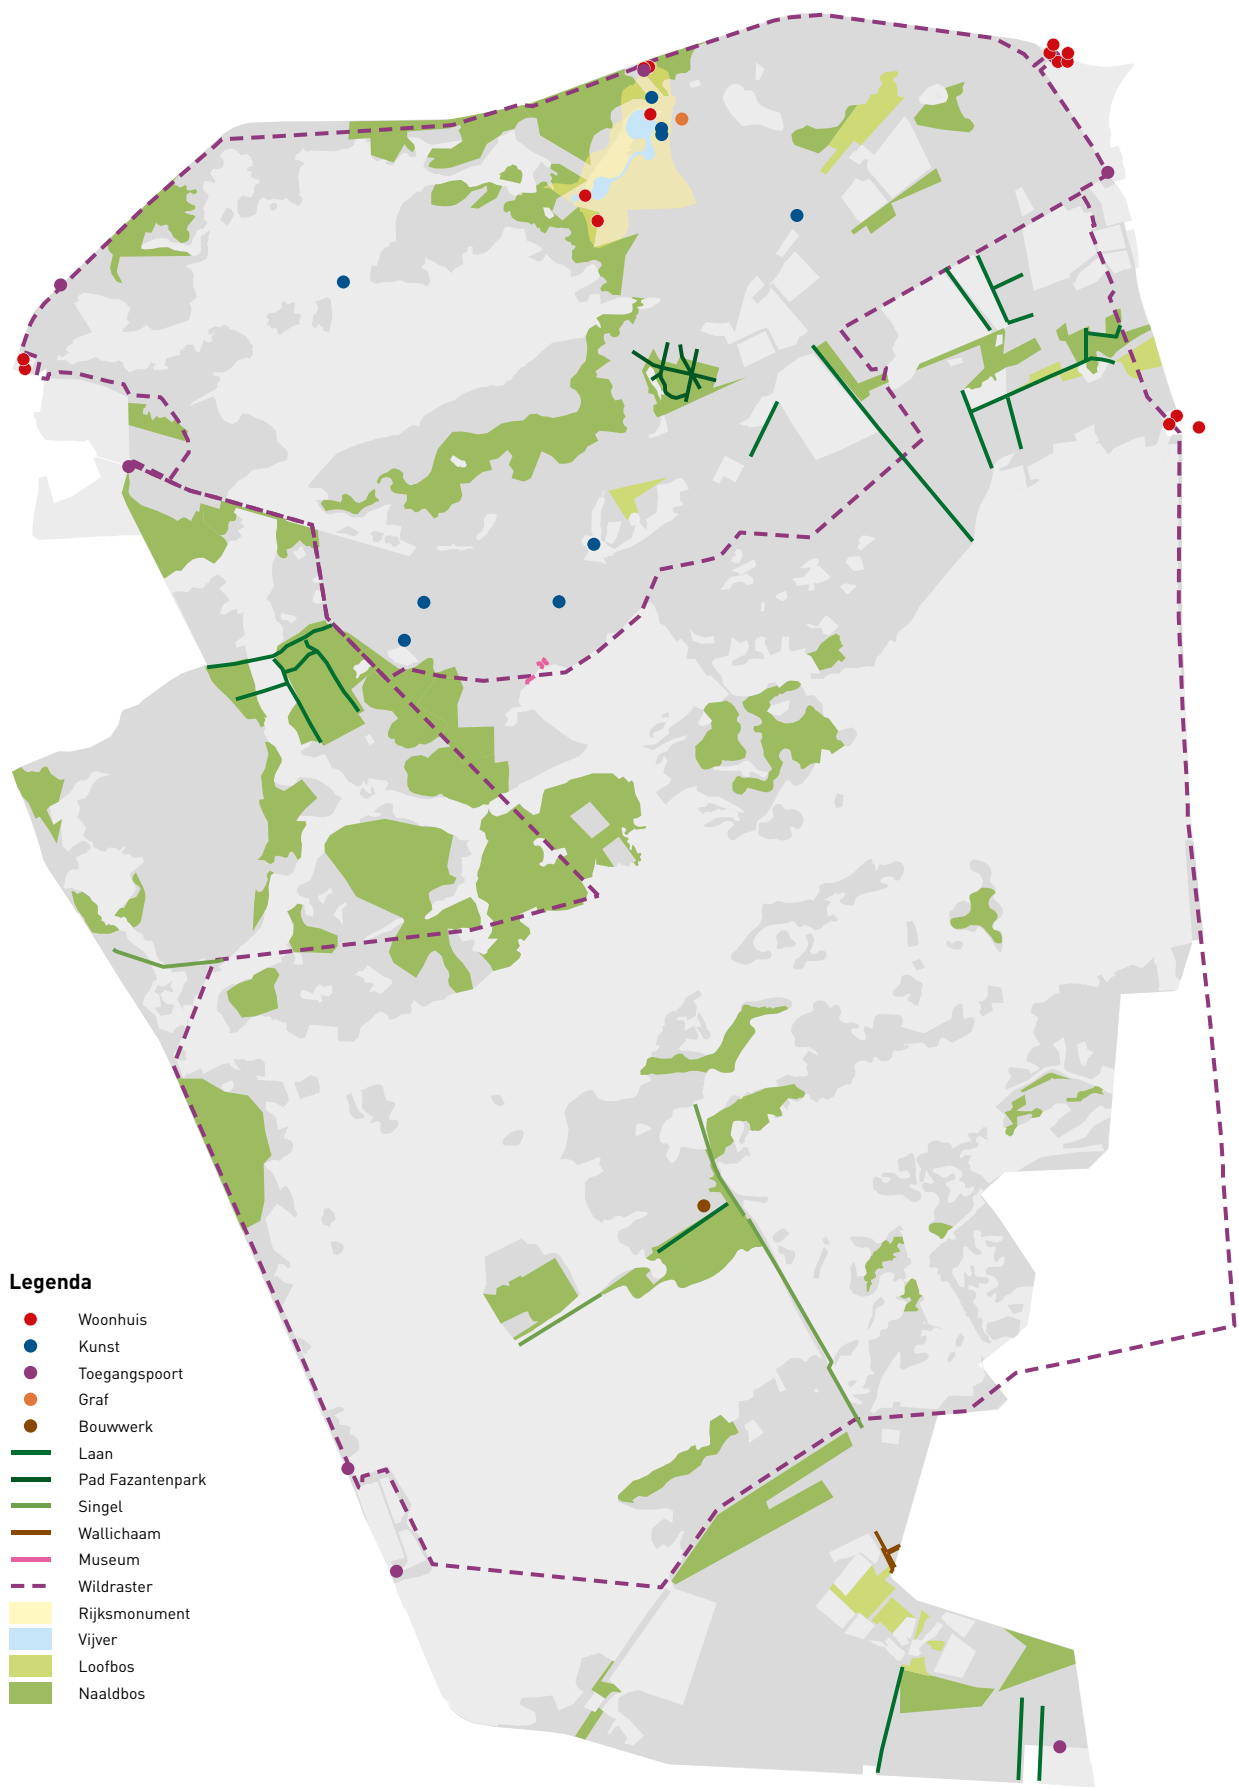 Legenda
Woonhuis
Kunst
Toegangspoort
Graf
Bouwwerk
Laan
Pad Fazantenpark
Singel
Wallichaam
Museum
Wildraster
Rijksmonument
Vijver
Loofbos
Naaldbos